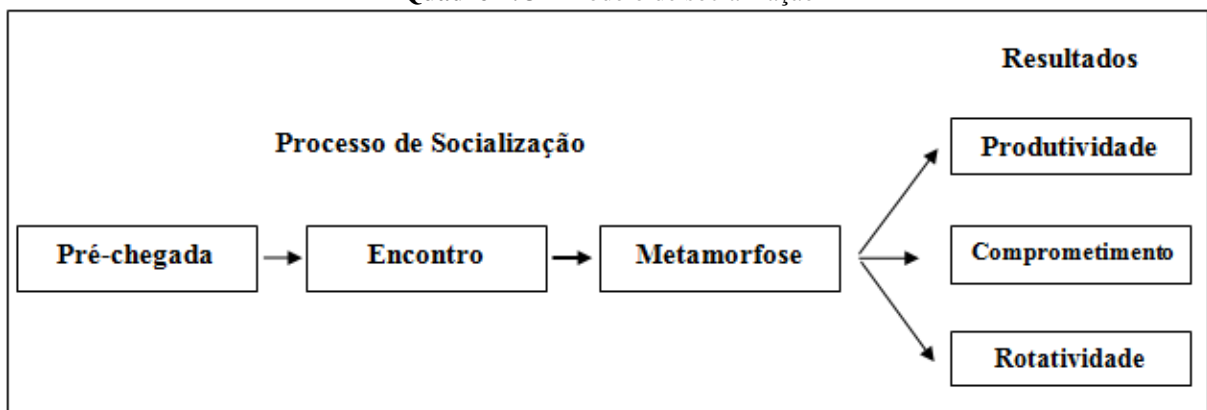 Resultados
Processo de Socialização
Produtividade
Pré-chegada
Encontro
Metamorfose
Comprometimento
Rotatividade